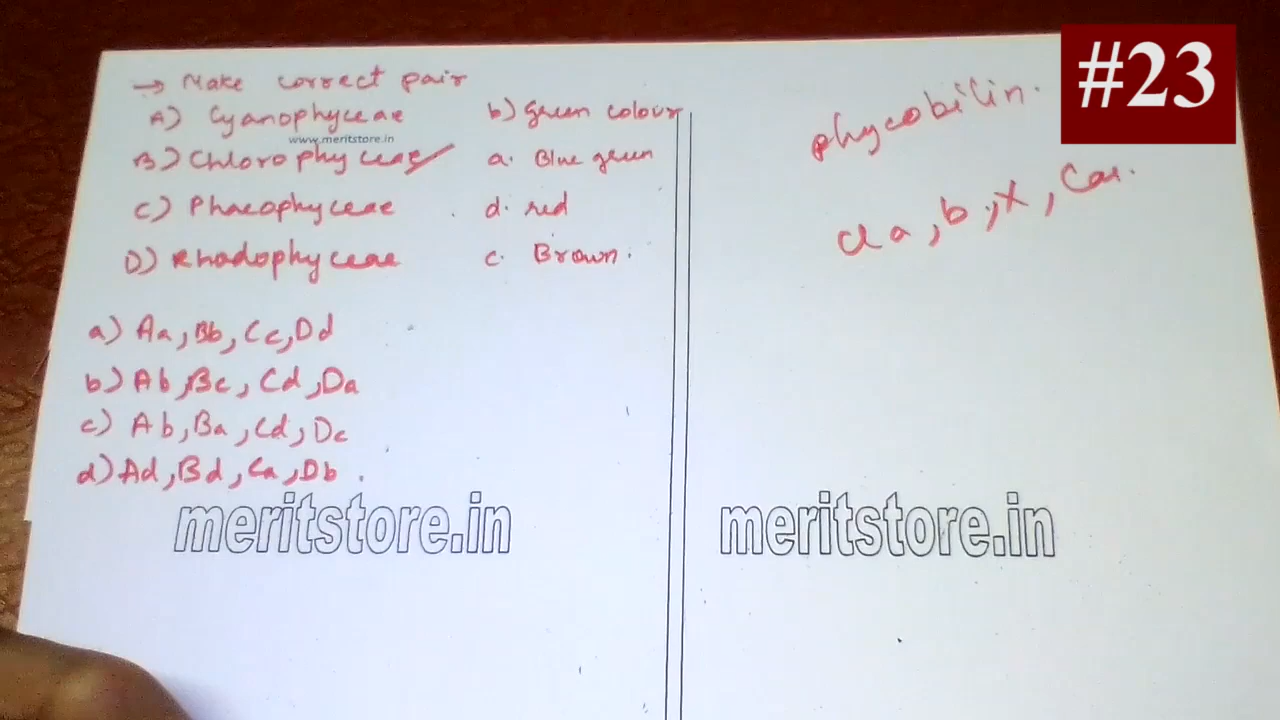 #23
→ Make correct pair
A) Cyanophyceae b) Green colour
www.meritstore.in
B) Chlorophyceae a. Blue green
C) Phaeophyceae d. red
D) Rhadophyceae c. Brown.
a) Aa, Bb, Cc, Dd
b) Ab, Bc, Cd, Da
c) Ab, Ba, Cd, Dc
d) Ad, Bd, Ca, Db.
meritstore.in
phycobilin.
a, b, x, Car.
meritstore.in